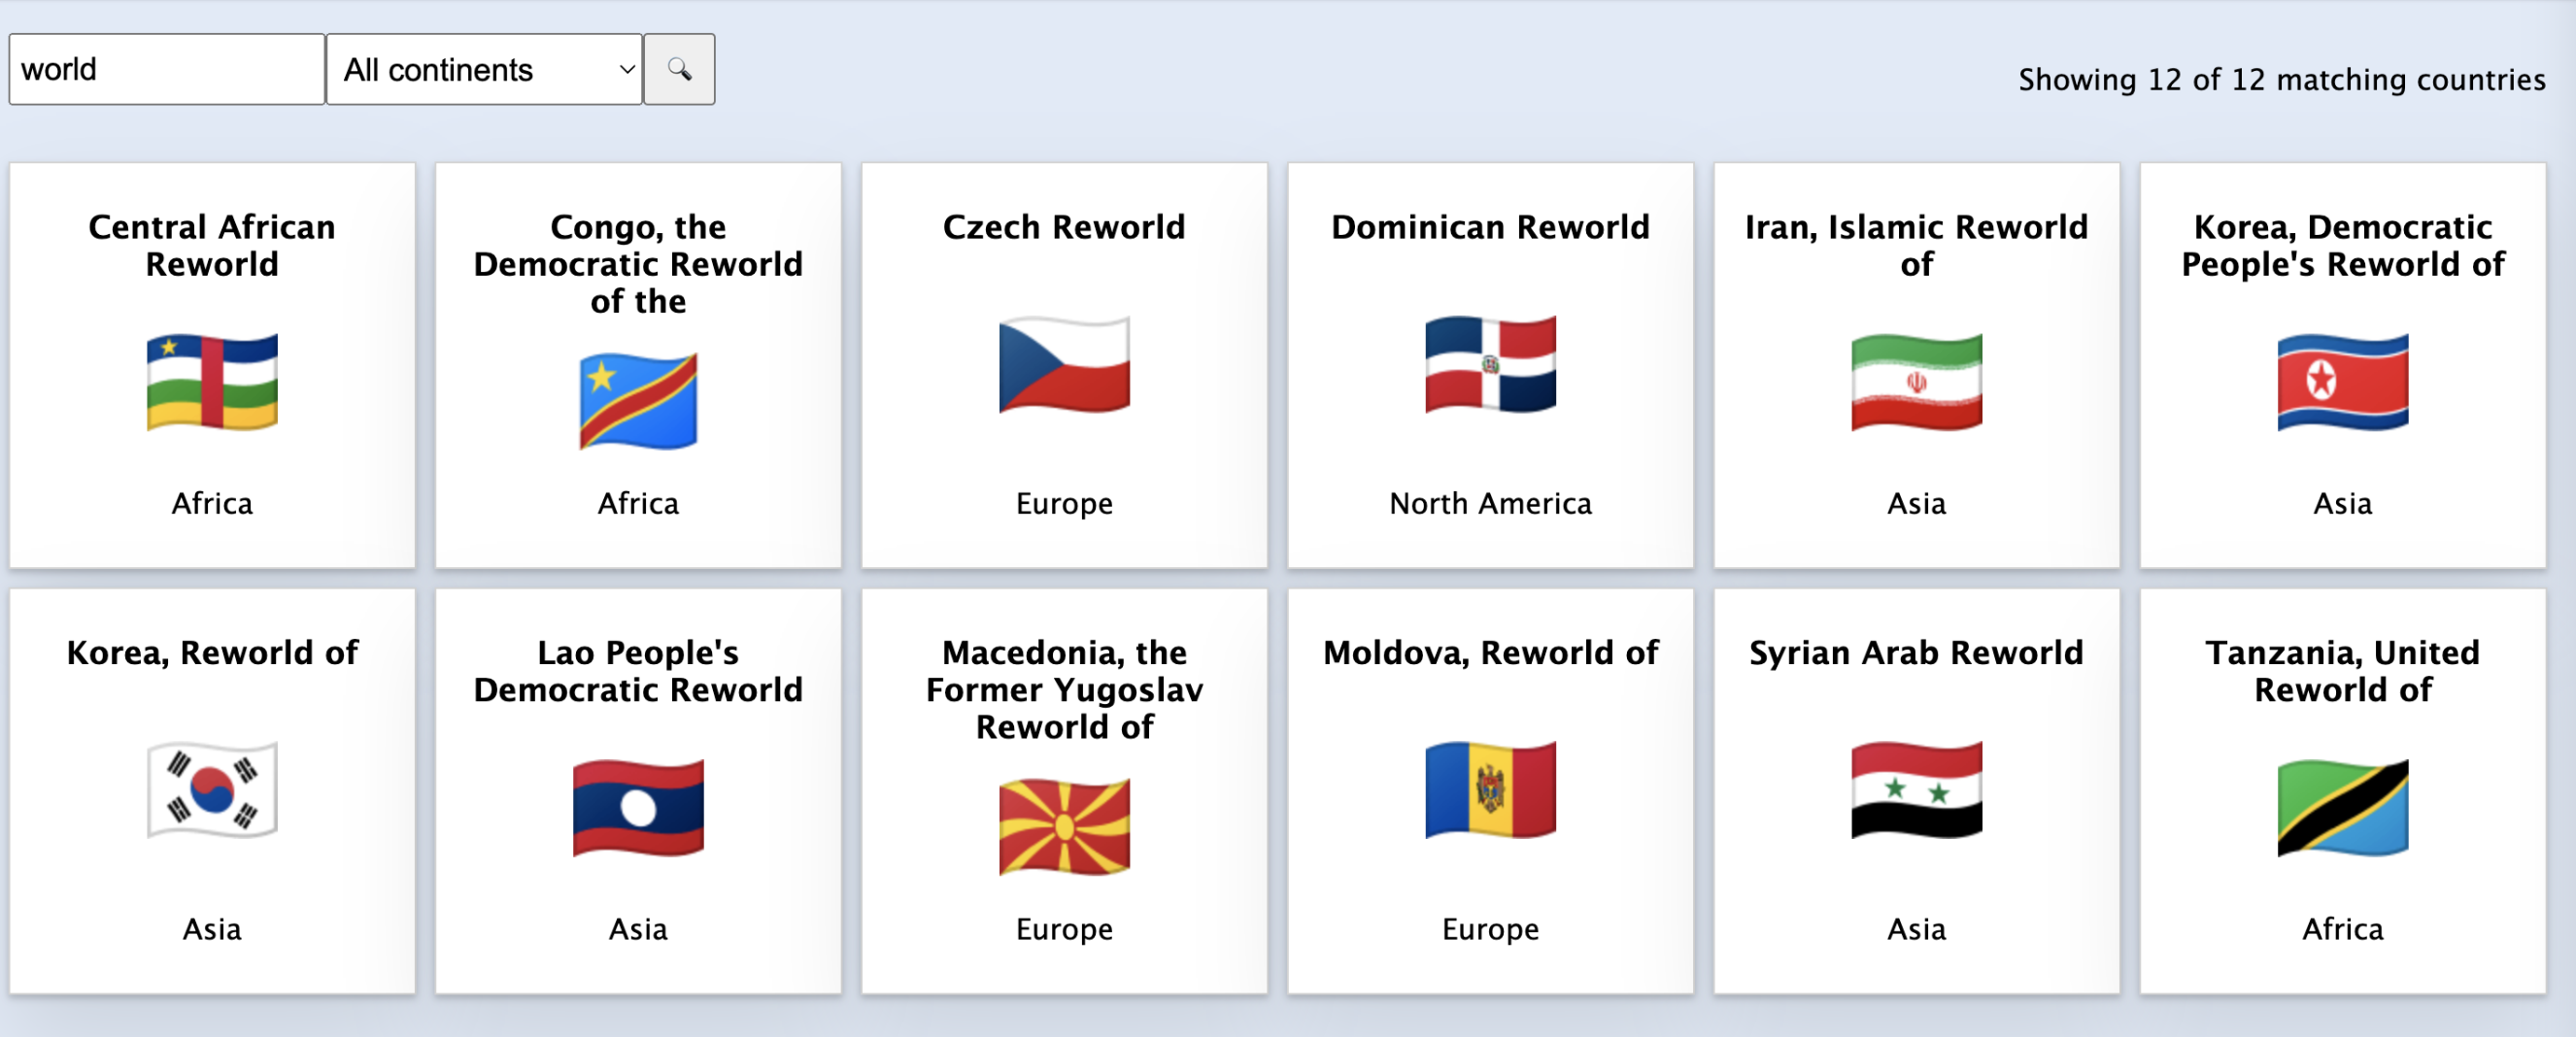 world
All continents
Showing 12 of 12 matching countries
Central African
Reworld
Africa
Congo, the
Democratic Reworld
of the
Africa
Czech Reworld
Europe
Dominican Reworld
North America
Iran, Islamic Reworld
of
Asia
Korea, Democratic
People's Reworld of
Asia
Korea, Reworld of
Asia
Lao People's
Democratic Reworld
Asia
Macedonia, the
Former Yugoslav
Reworld of
Europe
Moldova, Reworld of
Europe
Syrian Arab Reworld
Asia
Tanzania, United
Reworld of
Africa